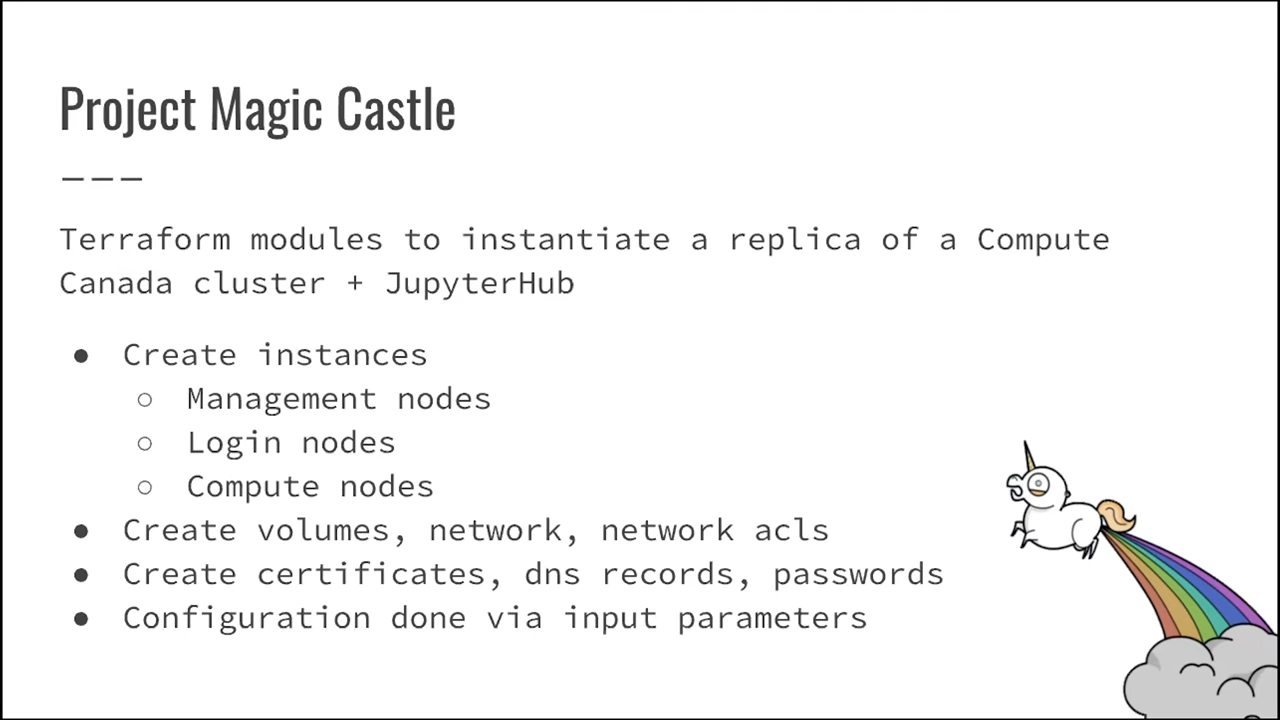 Project Magic Castle
———
Terraform modules to instantiate a replica of a Compute
Canada cluster + JupyterHub
● Create instances
○ Management nodes
○ Login nodes
○ Compute nodes
● Create volumes, network, network acls
● Create certificates, dns records, passwords
● Configuration done via input parameters